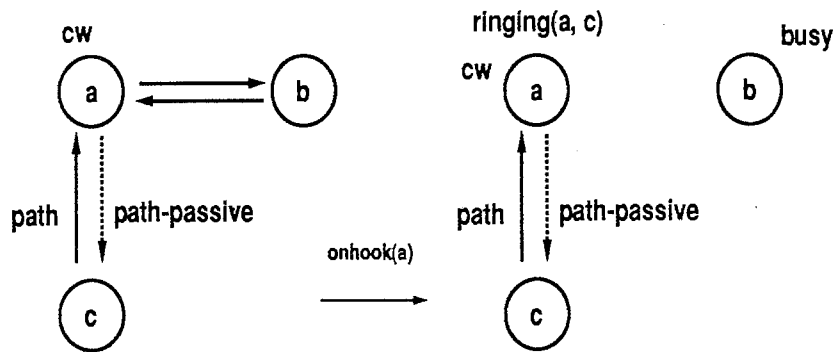 cw
a
b
path
path-passive
c
onhook(a)
ringing(a, c)
busy
cw
a
b
path
path-passive
c